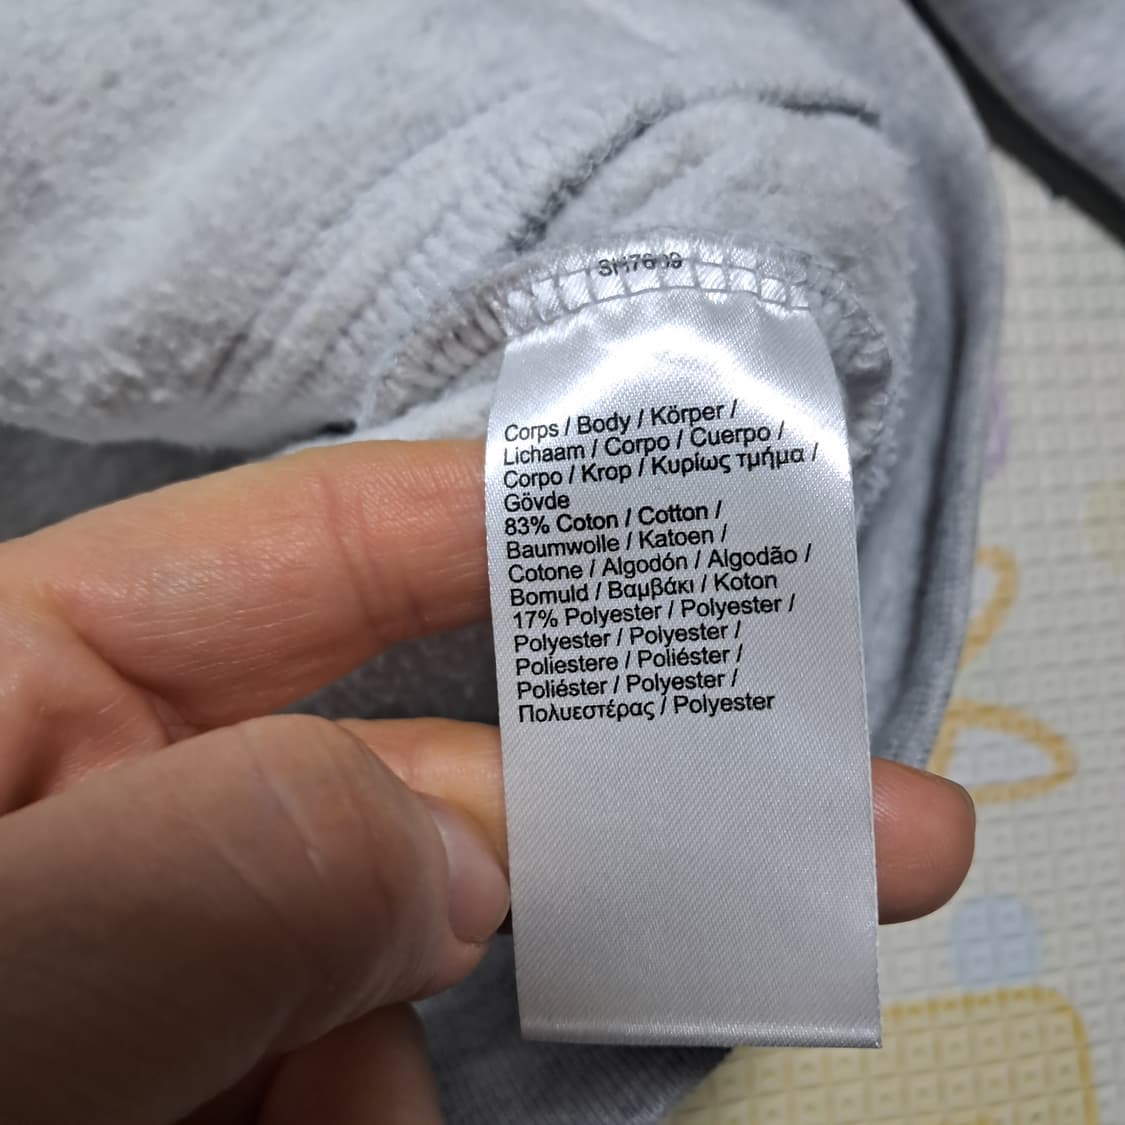 Corps / Body / Körper /
Lichaam / Corpo / Cuerpo /
Corpo / Krop / Κυρίως τμήμα /
Gövde
83% Coton / Cotton /
Baumwolle / Katoen /
Cotone / Algodón / Algodão /
Bomuld / Βαμβάκι / Koton
17% Polyester / Polyester /
Polyester / Polyester /
Poliestere / Poliéster /
Poliéster / Polyester /
Πολυεστέρας / Polyester